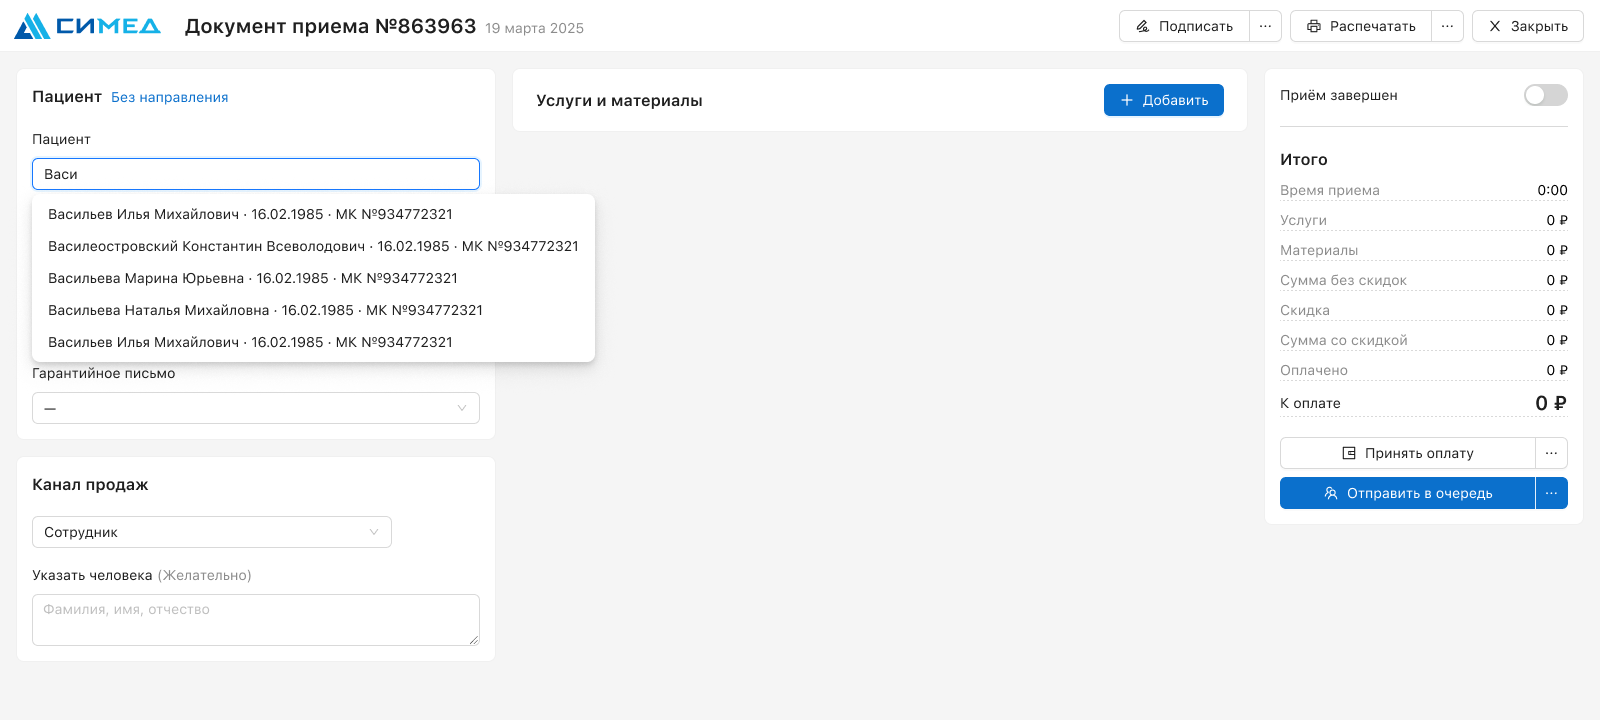 СИМЕД Документ приема №863963 19 марта 2025 Подписать ··· Распечатать ··· Закрыть
Пациент Без направления
Пациент
Васи
Васильев Илья Михайлович · 16.02.1985 · МК №934772321
Василеостровский Константин Всеволодович · 16.02.1985 · МК №934772321
Васильева Марина Юрьевна · 16.02.1985 · МК №934772321
Васильева Наталья Михайловна · 16.02.1985 · МК №934772321
Васильев Илья Михайлович · 16.02.1985 · МК №934772321
Гарантийное письмо
—
Канал продаж
Сотрудник
Указать человека (Желательно)
Фамилия, имя, отчество
Услуги и материалы
Добавить
Приём завершен
Итого
Время приема 0:00
Услуги 0 ₽
Материалы 0 ₽
Сумма без скидок 0 ₽
Скидка 0 ₽
Сумма со скидкой 0 ₽
Оплачено 0 ₽
К оплате 0 ₽
Принять оплату ···
Отправить в очередь ···